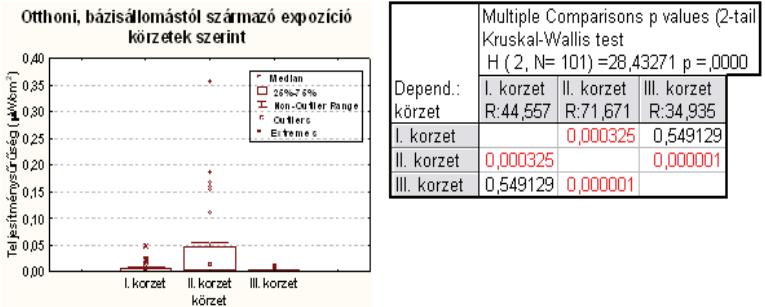 Otthoni, bázisállomástól származó expozíció
körzetek szerint
Teljesítménysűrűség (µW/cm²)
0,40
0,35
0,30
0,25
0,20
0,15
0,10
0,05
0,00
Median
25%-75%
Non-Outlier Range
Outliers
Extremes
I. korzet II. korzet III. korzet
körzet
Multiple Comparisons p values (2-tail
Kruskal-Wallis test
H ( 2, N= 101) =28,43271 p =,0000
Depend.: I. korzet II. korzet III. korzet
körzet R:44,557 R:71,671 R:34,935
I. korzet 0,000325 0,549129
II. korzet 0,000325 0,000001
III. korzet 0,549129 0,000001